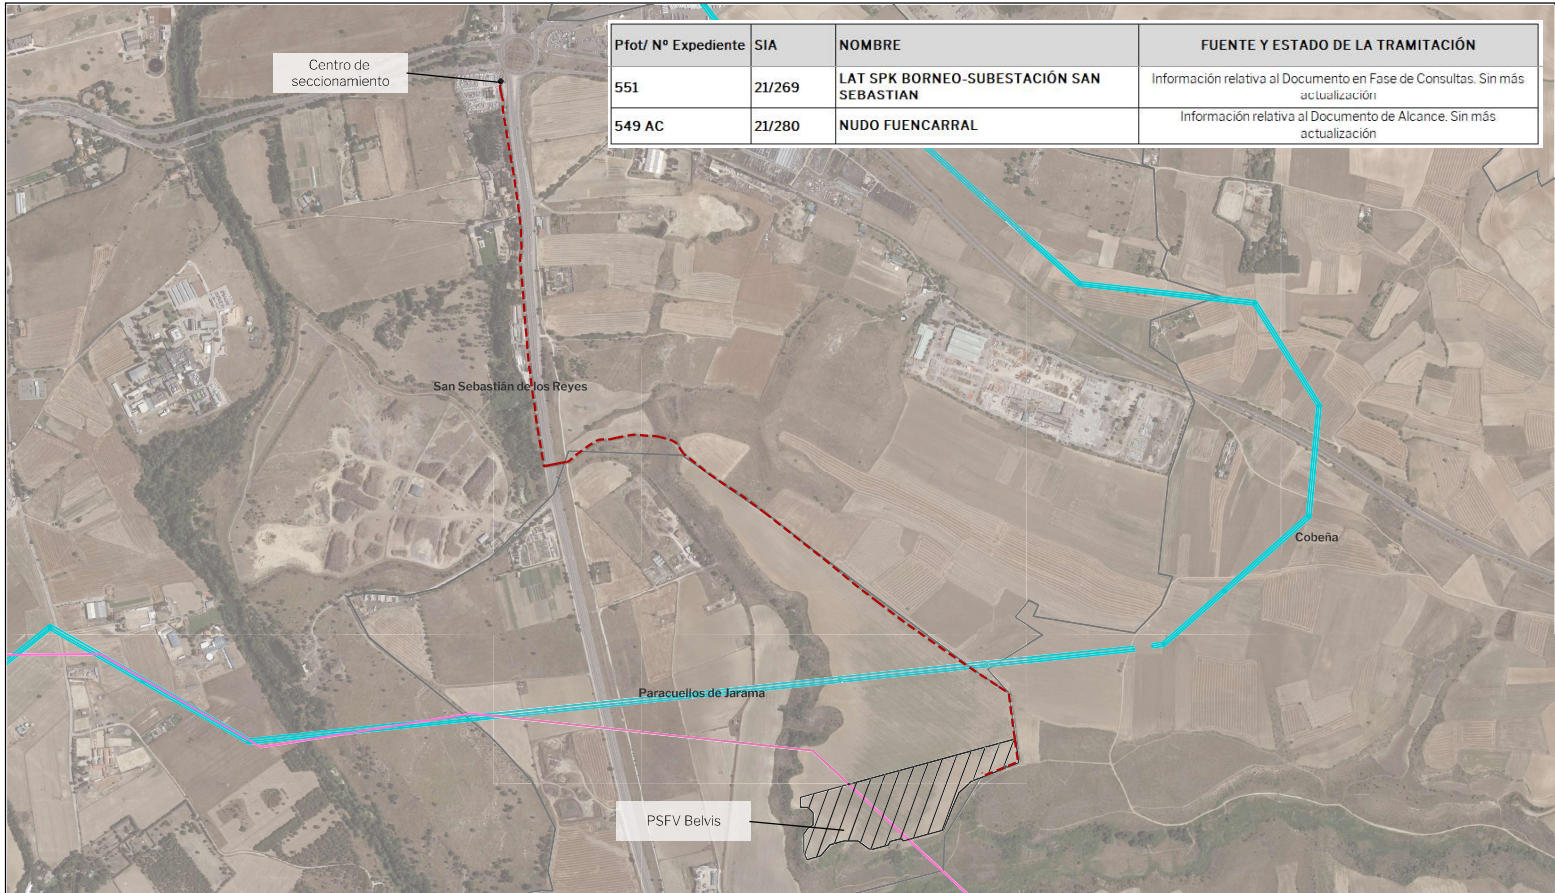 Pfot/ Nº Expediente SIA NOMBRE FUENTE Y ESTADO DE LA TRAMITACIÓN
551 21/269 LAT SPK BORNEO-SUBESTACIÓN SAN SEBASTIAN Información relativa al Documento en Fase de Consultas. Sin más actualización
549 AC 21/280 NUDO FUENCARRAL Información relativa al Documento de Alcance. Sin más actualización
Centro de
seccionamiento
San Sebastián de los Reyes
Cobeña
Paracuellos de Jarama
PSFV Belvis